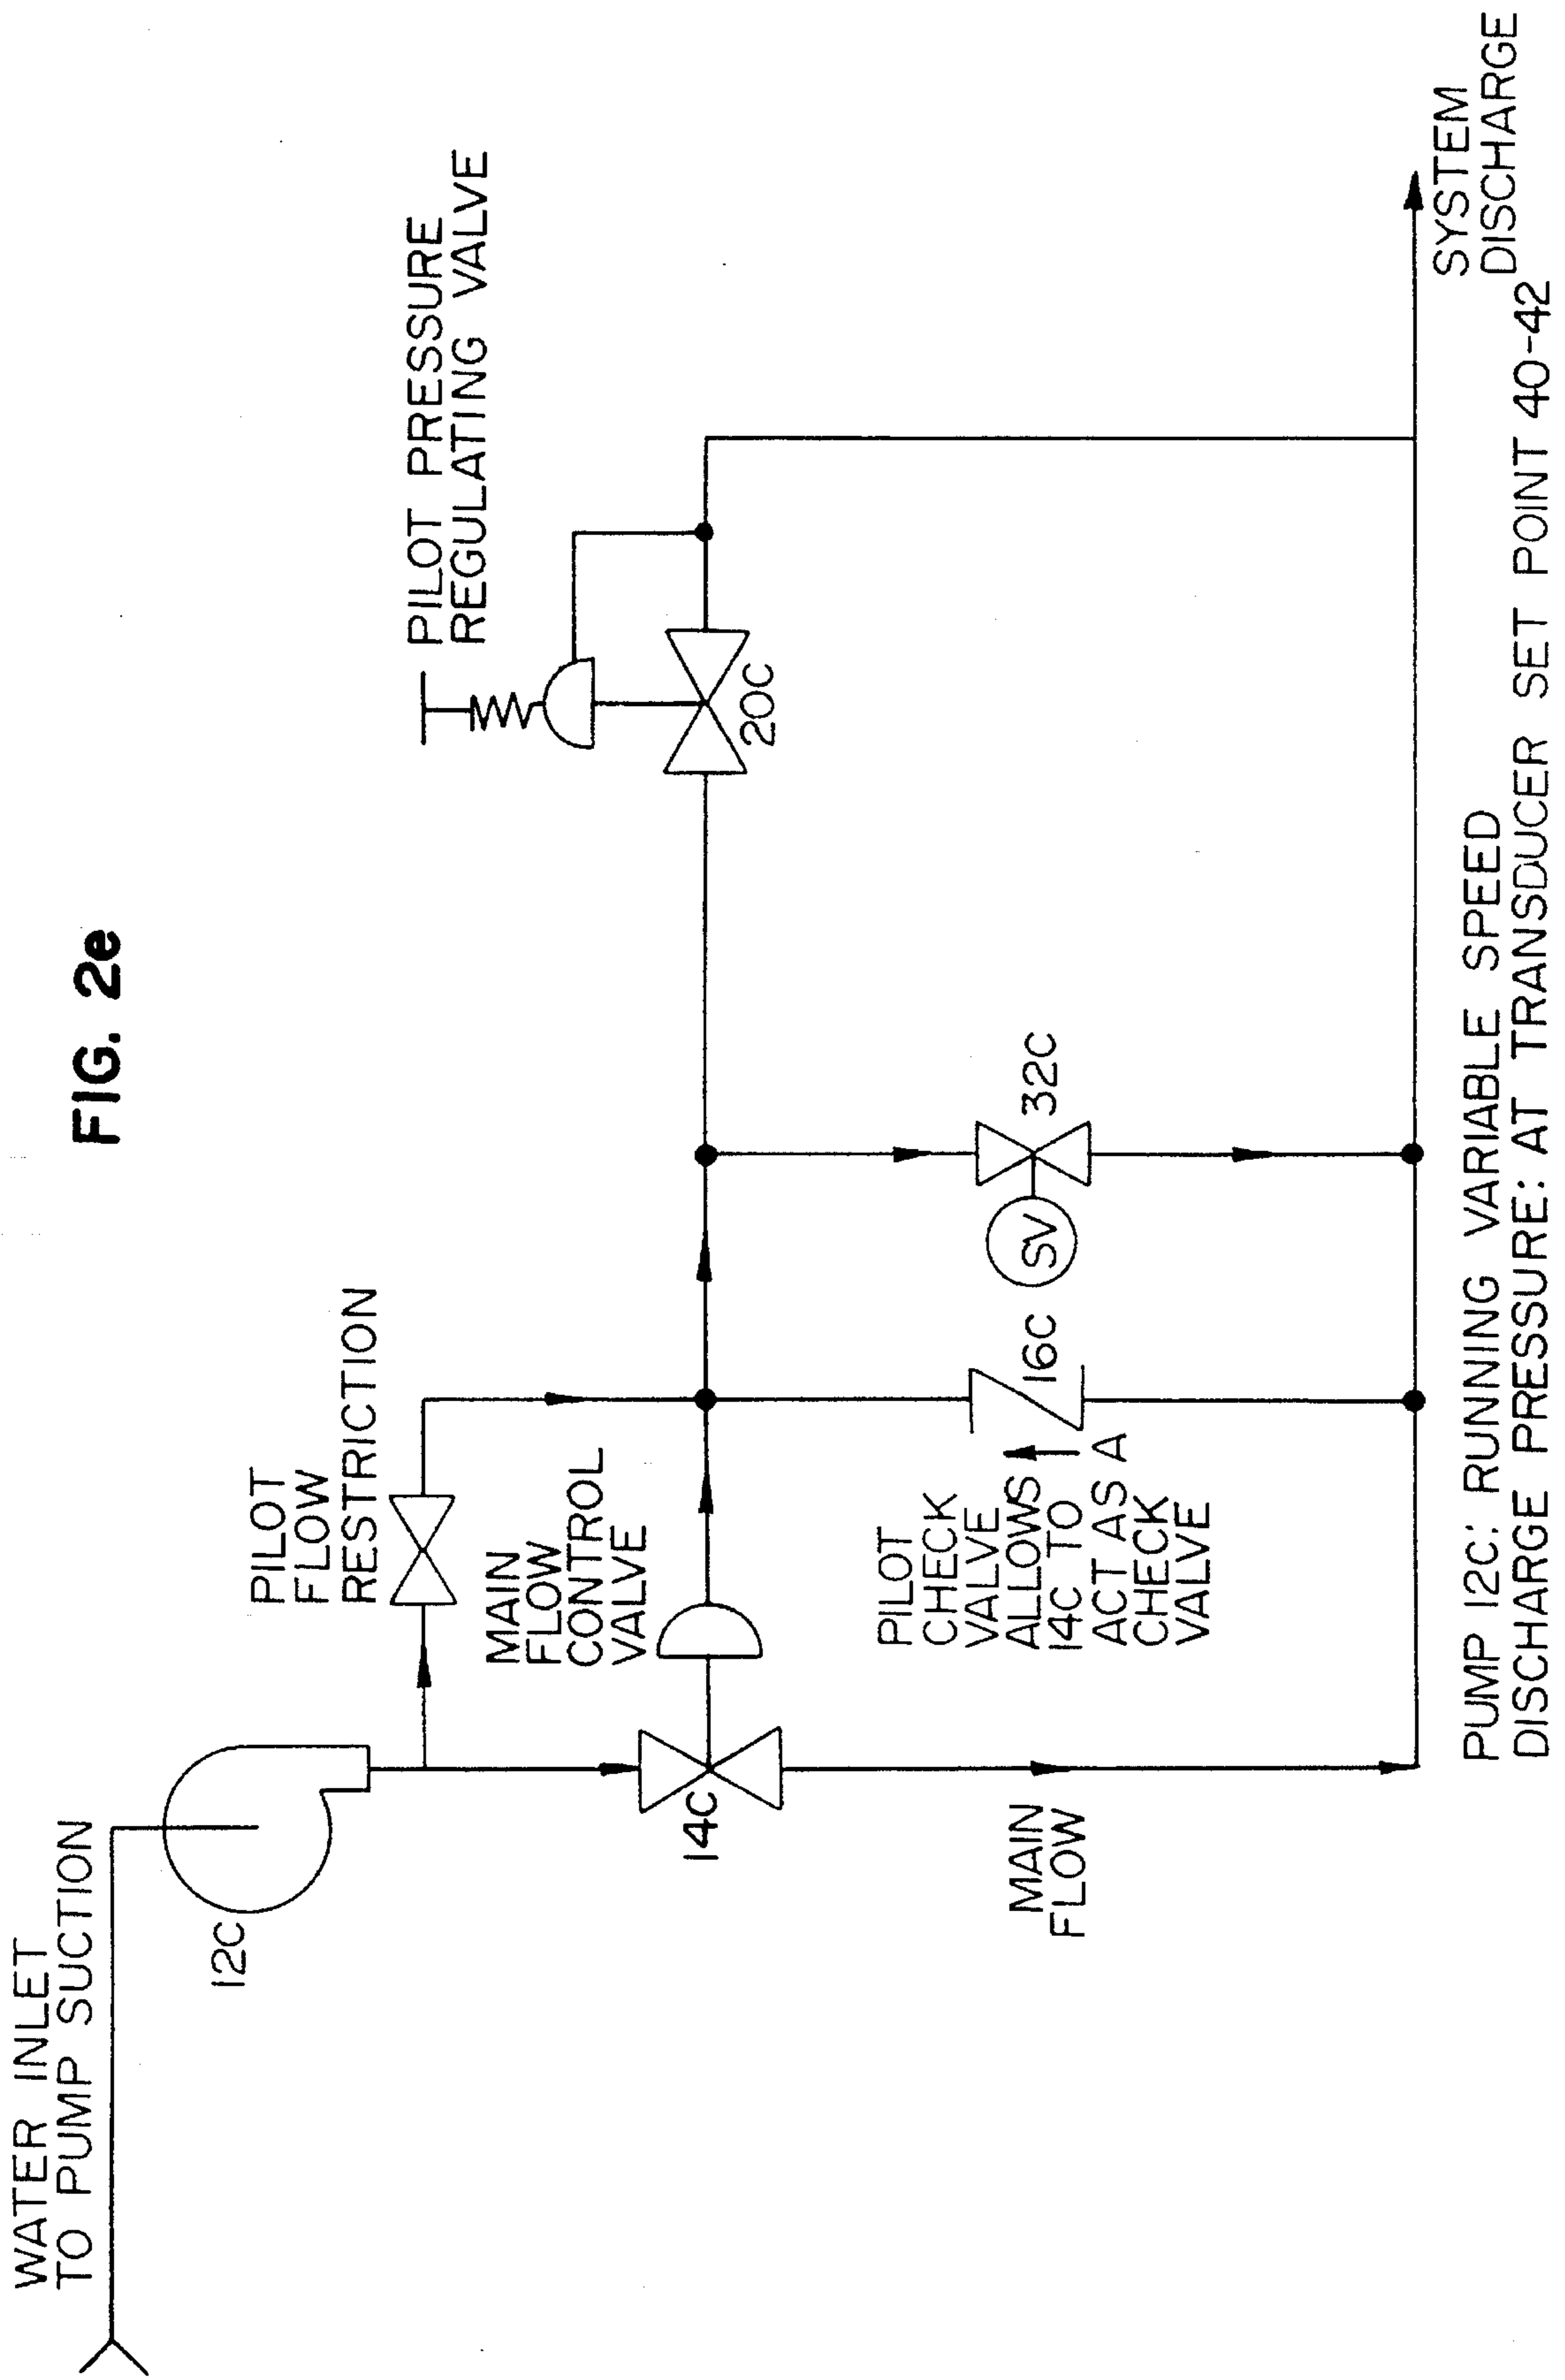 FIG. 2e
WATER INLET
TO PUMP SUCTION
12C
PILOT
FLOW
RESTRICTION
PILOT PRESSURE
REGULATING VALVE
MAIN
FLOW
CONTROL
VALVE
14C
20C
PILOT
CHECK
VALVE
ALLOWS
14C TO
ACT AS A
CHECK
VALVE
16C
SV
32C
MAIN
FLOW
SYSTEM
DISCHARGE
PUMP 12C: RUNNING VARIABLE SPEED
DISCHARGE PRESSURE: AT TRANSDUCER SET POINT 40-42